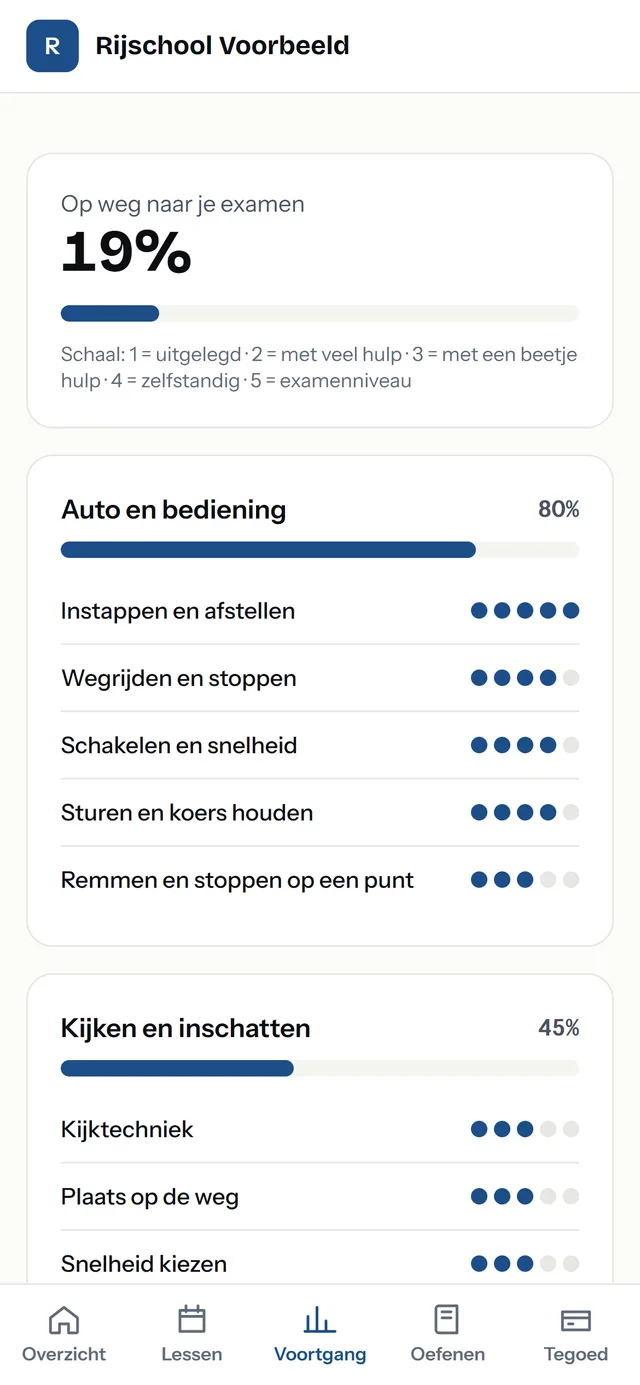 R
Rijschool Voorbeeld
Op weg naar je examen
19%
Schaal: 1 = uitgelegd · 2 = met veel hulp · 3 = met een beetje
hulp · 4 = zelfstandig · 5 = examenniveau
Auto en bediening 80%
Instappen en afstellen
Wegrijden en stoppen
Schakelen en snelheid
Sturen en koers houden
Remmen en stoppen op een punt
Kijken en inschatten 45%
Kijktechniek
Plaats op de weg
Snelheid kiezen
Overzicht Lessen Voortgang Oefenen Tegoed